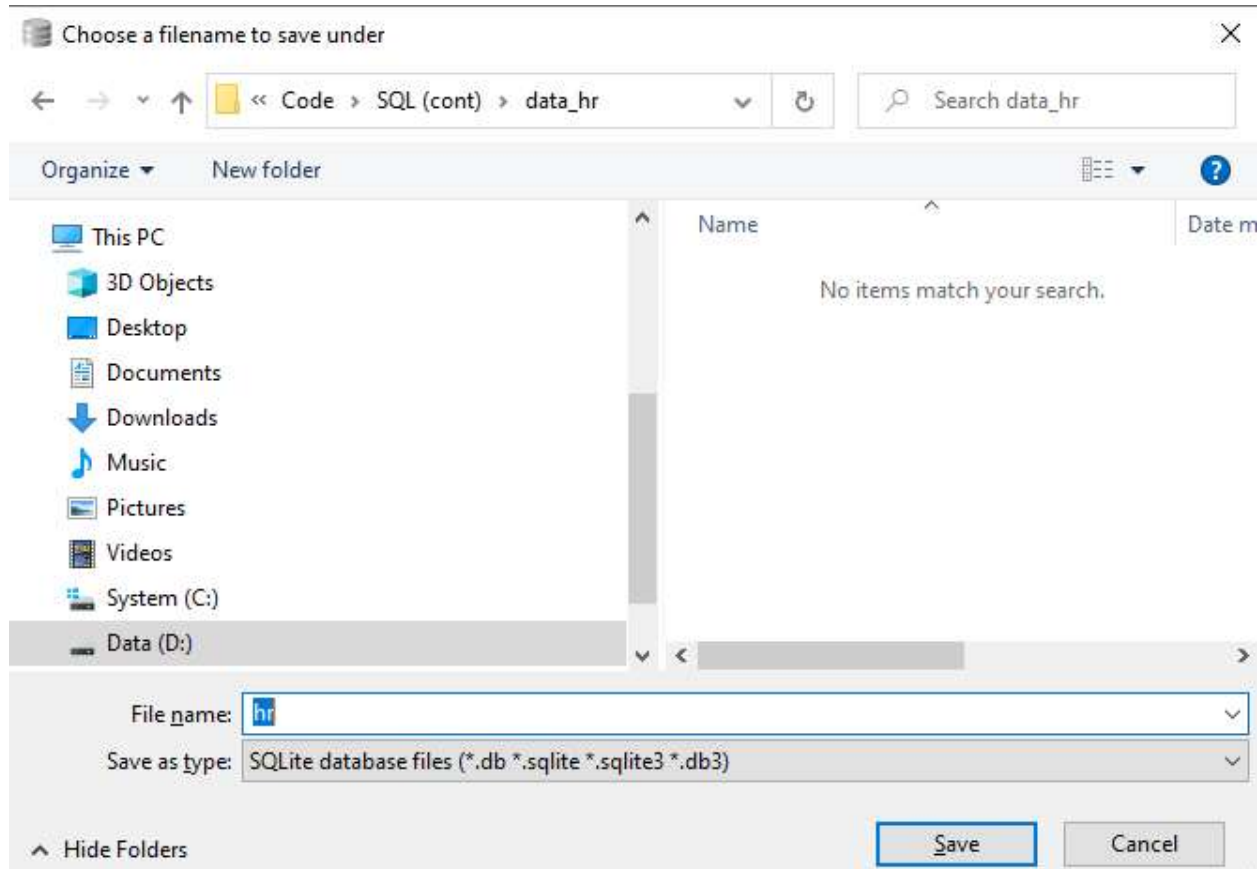 Choose a filename to save under
« Code › SQL (cont) › data_hr
Search data_hr
Organize
New folder
Name
Date m
No items match your search.
This PC
3D Objects
Desktop
Documents
Downloads
Music
Pictures
Videos
System (C:)
Data (D:)
File name: hr
Save as type: SQLite database files (*.db *.sqlite *.sqlite3 *.db3)
Hide Folders
Save
Cancel